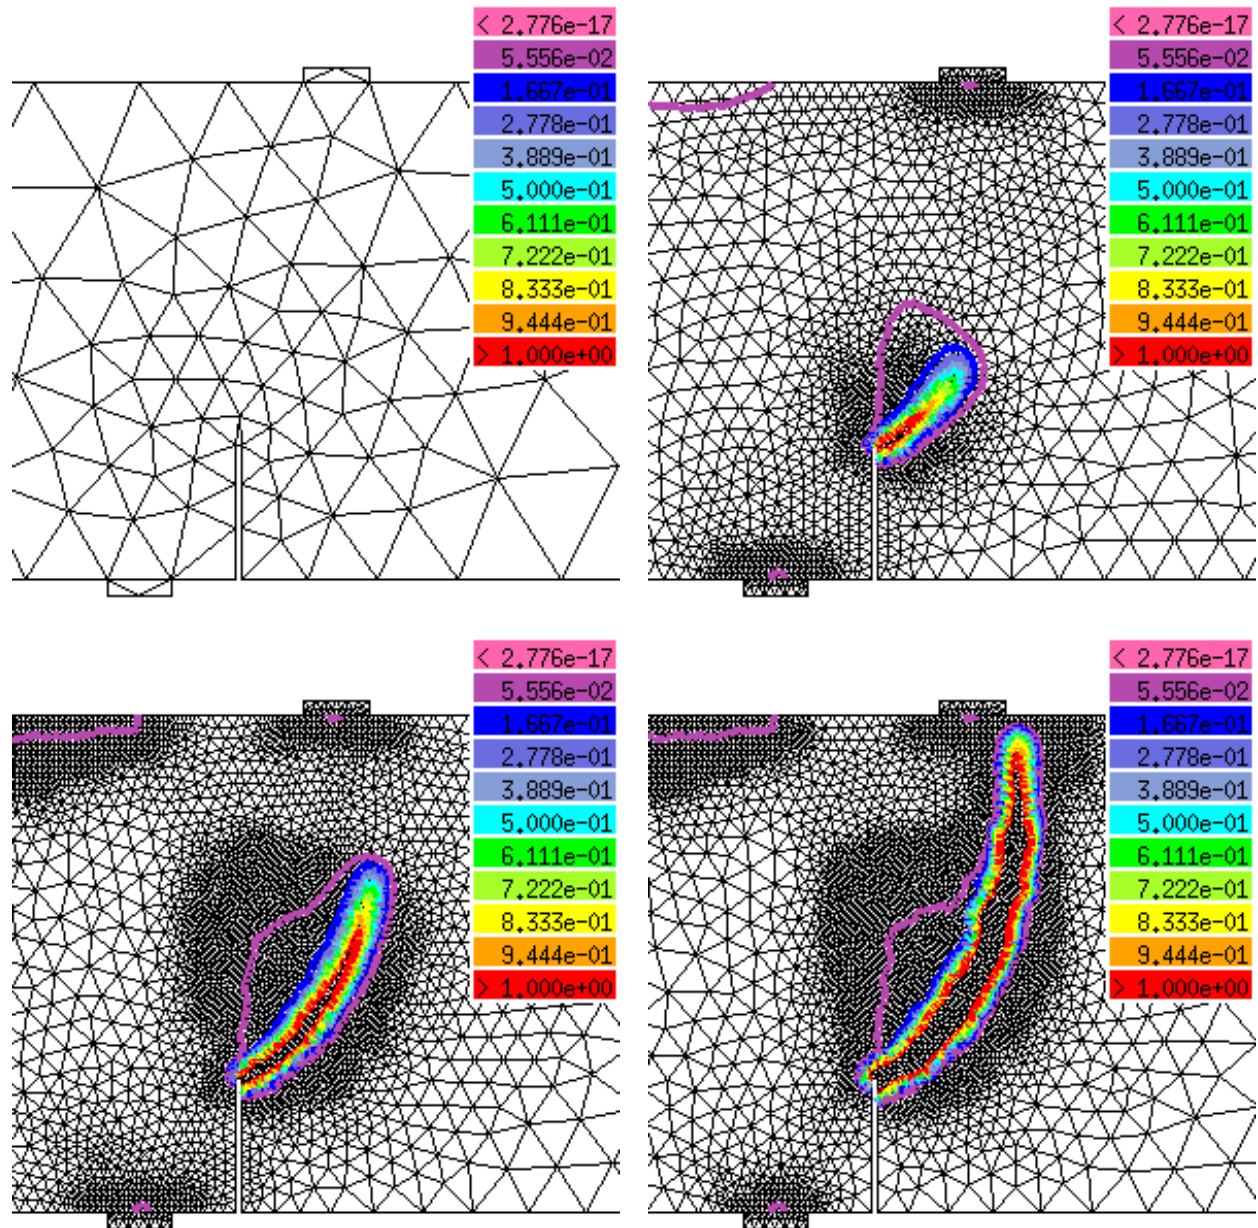 < 2.776e-17
5.556e-02
1.667e-01
2.778e-01
3.889e-01
5.000e-01
6.111e-01
7.222e-01
8.333e-01
9.444e-01
> 1.000e+00
< 2.776e-17
5.556e-02
1.667e-01
2.778e-01
3.889e-01
5.000e-01
6.111e-01
7.222e-01
8.333e-01
9.444e-01
> 1.000e+00
< 2.776e-17
5.556e-02
1.667e-01
2.778e-01
3.889e-01
5.000e-01
6.111e-01
7.222e-01
8.333e-01
9.444e-01
> 1.000e+00
< 2.776e-17
5.556e-02
1.667e-01
2.778e-01
3.889e-01
5.000e-01
6.111e-01
7.222e-01
8.333e-01
9.444e-01
> 1.000e+00